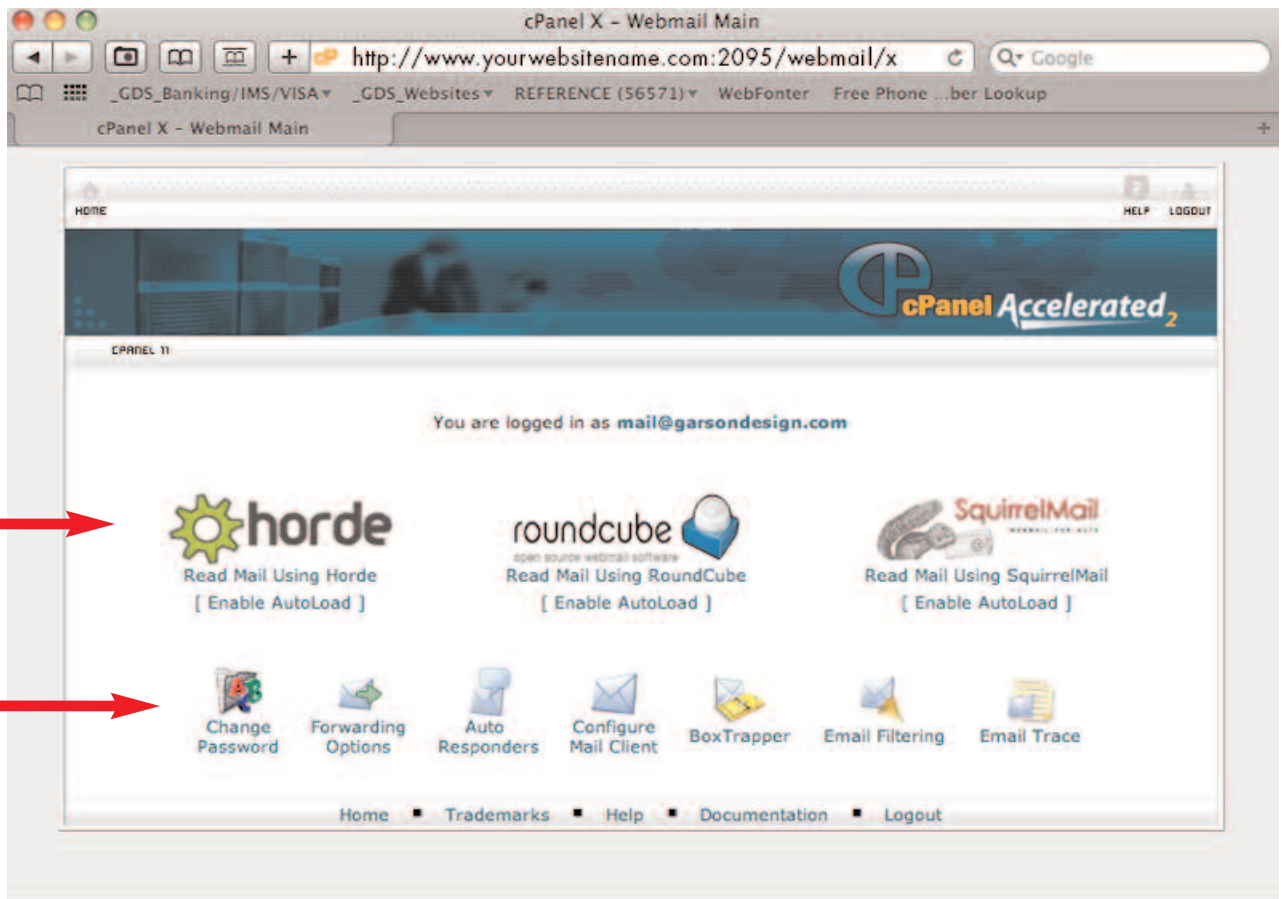 cPanel X – Webmail Main
http://www.yourwebsitename.com:2095/webmail/x
Google
_GDS_Banking/IMS/VISA _GDS_Websites REFERENCE (56571) WebFonter Free Phone ...ber Lookup
cPanel X – Webmail Main
HOME
HELP LOGOUT
cPanel Accelerated2
CPANEL 11
You are logged in as mail@garsondesign.com
horde
roundcube
open source webmail software
SquirrelMail
Read Mail Using Horde
Read Mail Using RoundCube
Read Mail Using SquirrelMail
[ Enable AutoLoad ]
[ Enable AutoLoad ]
[ Enable AutoLoad ]
Change Password
Forwarding Options
Auto Responders
Configure Mail Client
BoxTrapper
Email Filtering
Email Trace
Home ▪ Trademarks ▪ Help ▪ Documentation ▪ Logout